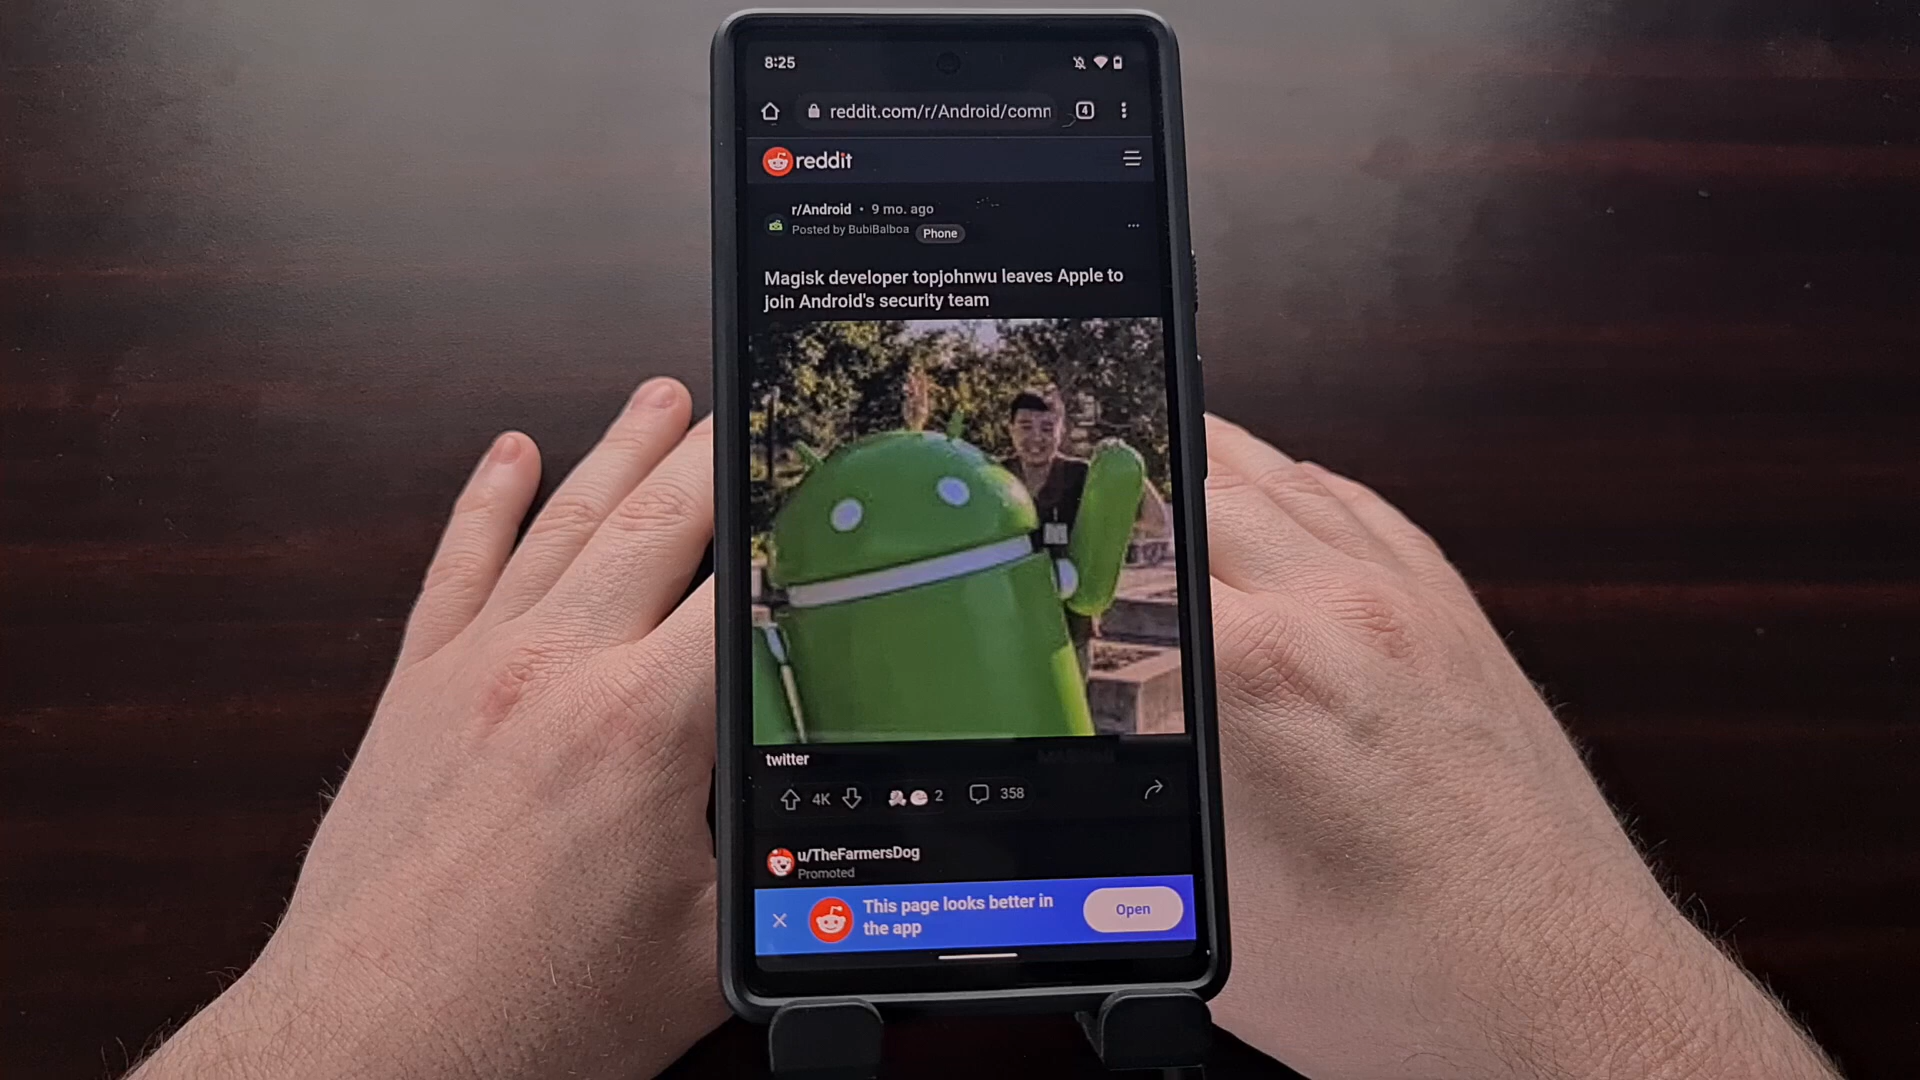 8:25
reddit.com/r/Android/comm
4
reddit
r/Android • 9 mo. ago
Posted by BubiBalboa
Phone
...
Magisk developer topjohnwu leaves Apple to
join Android's security team
twitter
4K
2
358
u/TheFarmersDog
Promoted
This page looks better in
the app
Open